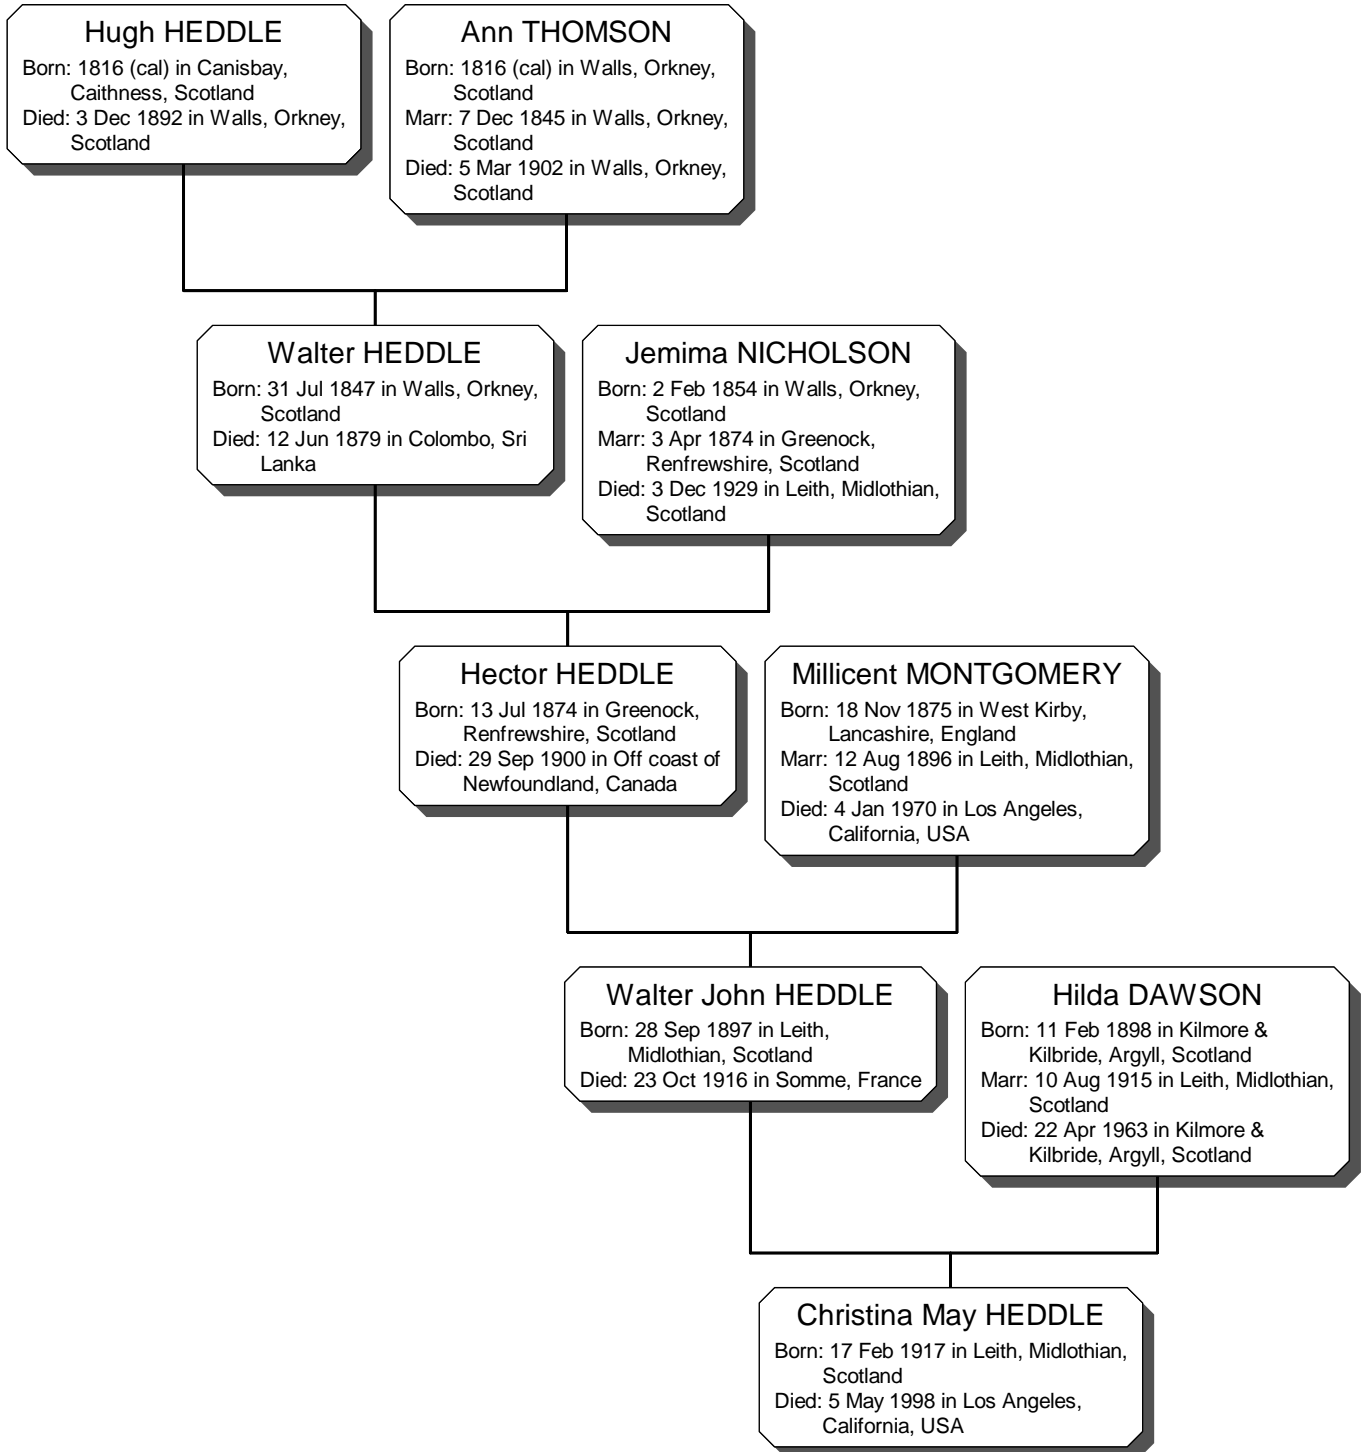 Hugh HEDDLE
Born: 1816 (cal) in Canisbay,
Caithness, Scotland
Died: 3 Dec 1892 in Walls, Orkney,
Scotland
Ann THOMSON
Born: 1816 (cal) in Walls, Orkney,
Scotland
Marr: 7 Dec 1845 in Walls, Orkney,
Scotland
Died: 5 Mar 1902 in Walls, Orkney,
Scotland
Walter HEDDLE
Born: 31 Jul 1847 in Walls, Orkney,
Scotland
Died: 12 Jun 1879 in Colombo, Sri
Lanka
Jemima NICHOLSON
Born: 2 Feb 1854 in Walls, Orkney,
Scotland
Marr: 3 Apr 1874 in Greenock,
Renfrewshire, Scotland
Died: 3 Dec 1929 in Leith, Midlothian,
Scotland
Hector HEDDLE
Born: 13 Jul 1874 in Greenock,
Renfrewshire, Scotland
Died: 29 Sep 1900 in Off coast of
Newfoundland, Canada
Millicent MONTGOMERY
Born: 18 Nov 1875 in West Kirby,
Lancashire, England
Marr: 12 Aug 1896 in Leith, Midlothian,
Scotland
Died: 4 Jan 1970 in Los Angeles,
California, USA
Walter John HEDDLE
Born: 28 Sep 1897 in Leith,
Midlothian, Scotland
Died: 23 Oct 1916 in Somme, France
Hilda DAWSON
Born: 11 Feb 1898 in Kilmore &
Kilbride, Argyll, Scotland
Marr: 10 Aug 1915 in Leith, Midlothian,
Scotland
Died: 22 Apr 1963 in Kilmore &
Kilbride, Argyll, Scotland
Christina May HEDDLE
Born: 17 Feb 1917 in Leith, Midlothian,
Scotland
Died: 5 May 1998 in Los Angeles,
California, USA